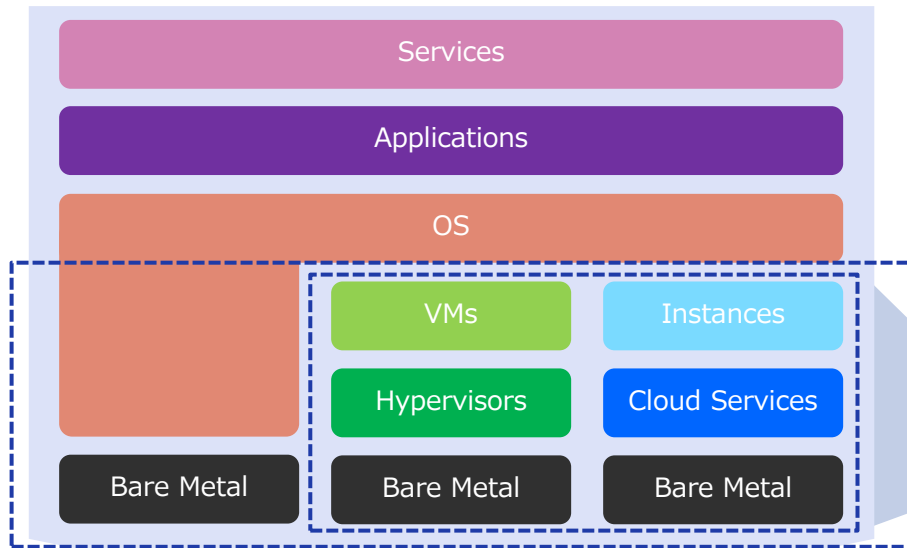 Services
Applications
OS
VMs
Instances
Hypervisors
Cloud Services
Bare Metal
Bare Metal
Bare Metal